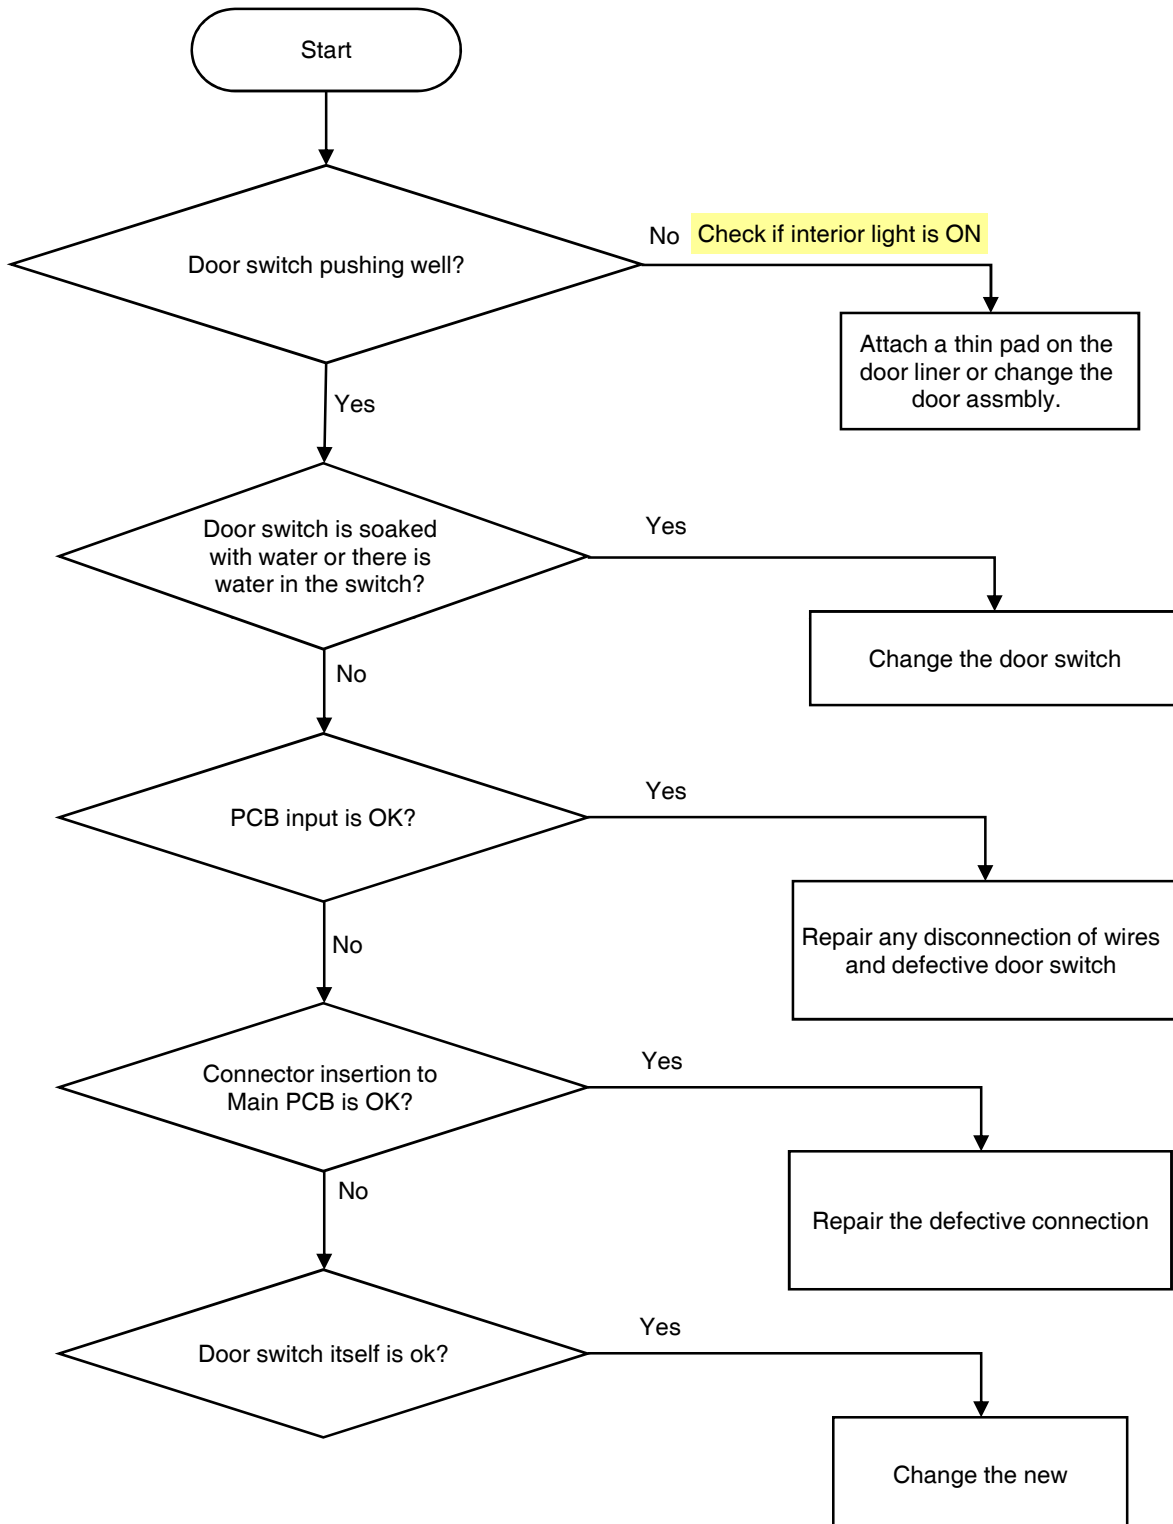 Start
Door switch pushing well?
No
Check if interior light is ON
Attach a thin pad on the
door liner or change the
door assmbly.
Yes
Door switch is soaked
with water or there is
water in the switch?
Yes
Change the door switch
No
PCB input is OK?
Yes
Repair any disconnection of wires
and defective door switch
No
Connector insertion to
Main PCB is OK?
Yes
Repair the defective connection
No
Door switch itself is ok?
Yes
Change the new